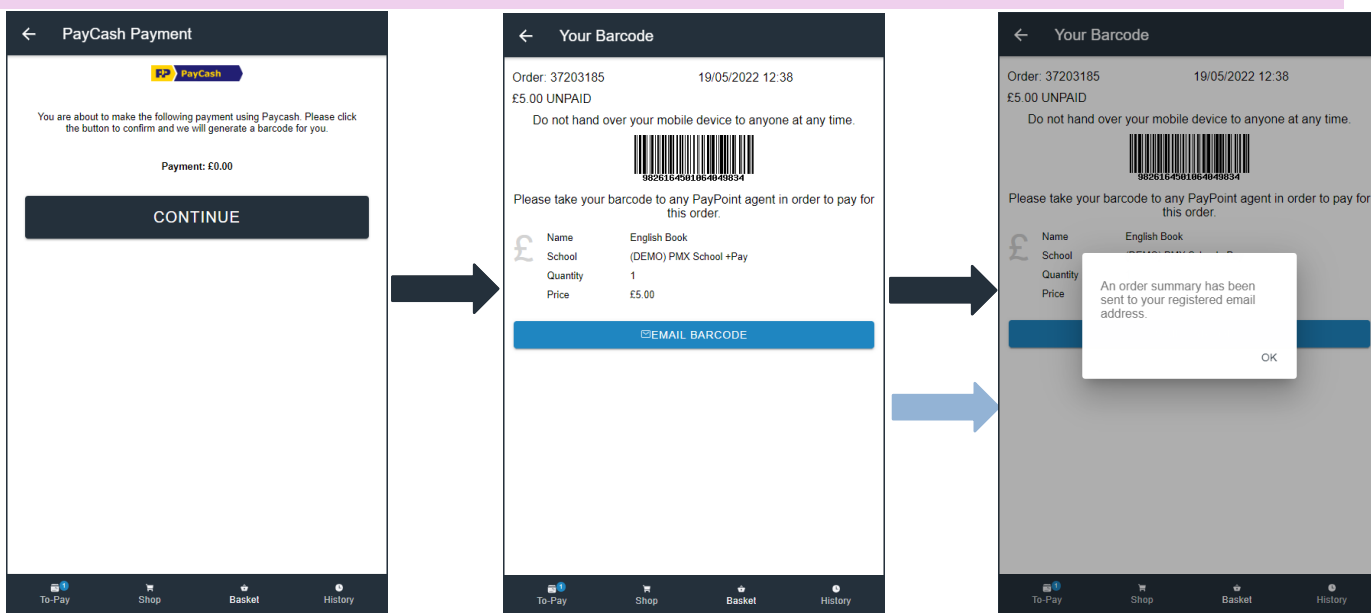 PayCash Payment
PayCash
You are about to make the following payment using Paycash. Please click
the button to confirm and we will generate a barcode
for you.
Payment: £0.00
CONTINUE
1
To-Pay
Shop
Basket
History
Your Barcode
Order: 37203185 19/05/2022 12:38
£5.00 UNPAID
Do not hand over your mobile device to anyone at any time.
9826164501064049834
Please take your barcode to any PayPoint agent in order to pay for
this order.
£
Name English Book
School (DEMO) PMX School +Pay
Quantity 1
Price £5.00
EMAIL BARCODE
1
To-Pay
Shop
Basket
History
Your Barcode
Order: 37203185 19/05/2022 12:38
£5.00 UNPAID
Do not hand over your mobile device to anyone at any time.
9826164501064049834
Please take your barcode to any PayPoint agent in order to pay for
this order.
£
Name English Book
School
Quantity
Price
An order summary has been
sent to your registered email
address.
OK
1
To-Pay
Shop
Basket
History